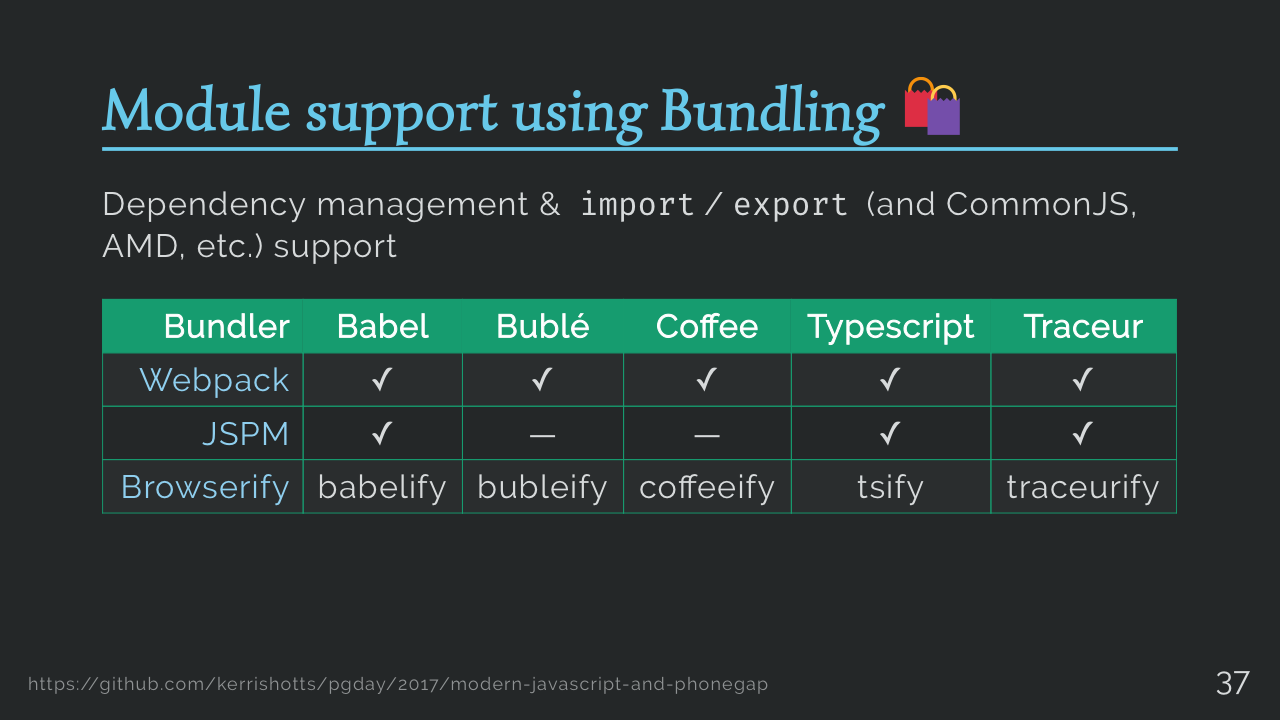 Module support using Bundling
Dependency management & import / export (and CommonJS,
AMD, etc.) support
Bundler Babel Bublé Coffee Typescript Traceur
Webpack ✓ ✓ ✓ ✓ ✓
JSPM ✓ — — ✓ ✓
Browserify babelify bubleify coffeeify tsify traceurify
https://github.com/kerrishotts/pgday/2017/modern-javascript-and-phonegap
37